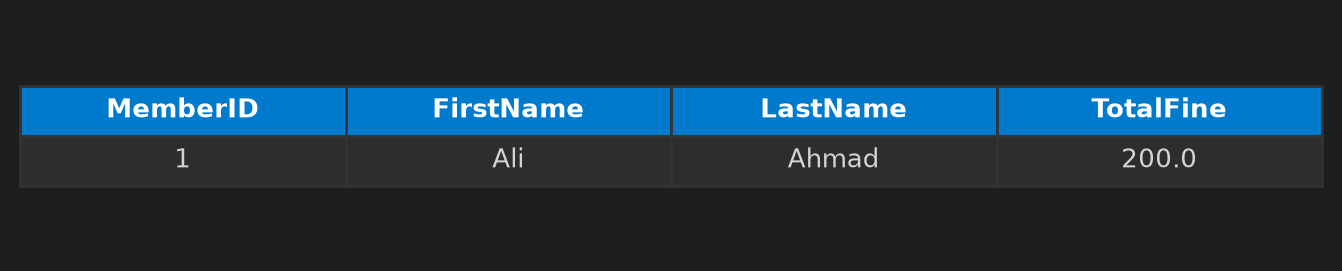 MemberID FirstName LastName TotalFine
1 Ali Ahmad 200.0